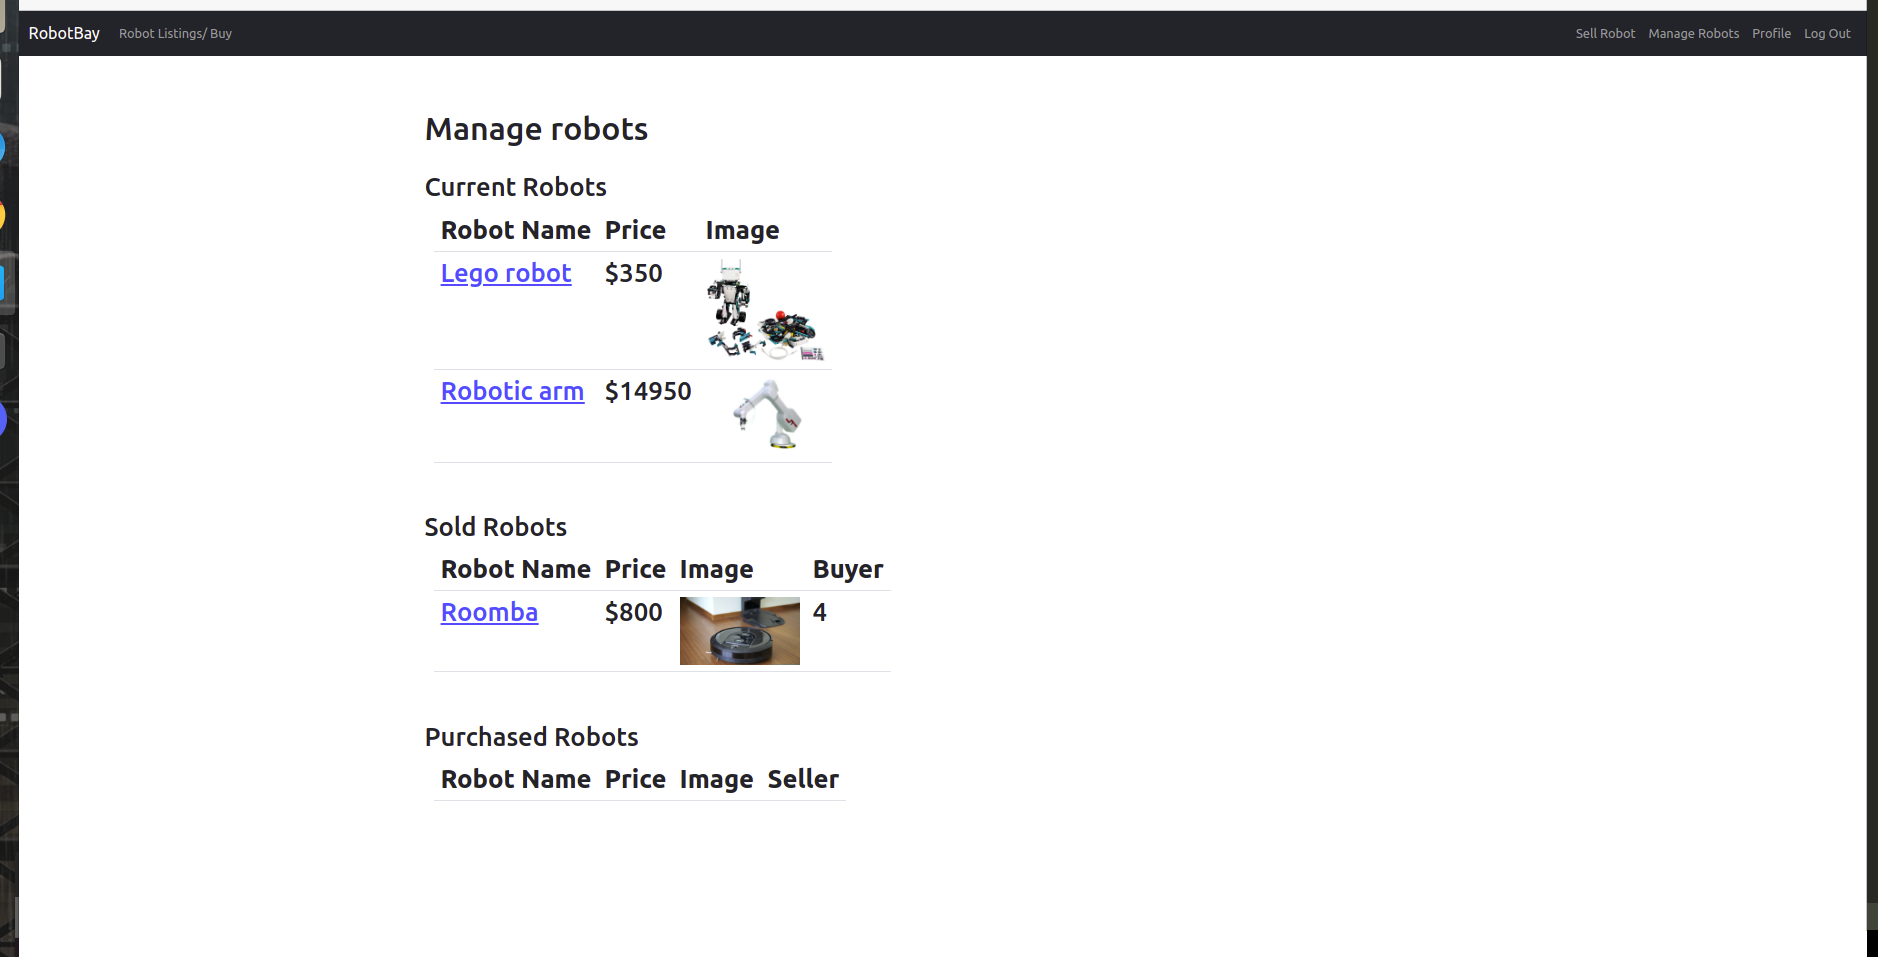 RobotBay Robot Listings/ Buy Sell Robot Manage Robots Profile Log Out
Manage robots
Current Robots
Robot Name Price Image
Lego robot $350
Robotic arm $14950
Sold Robots
Robot Name Price Image Buyer
Roomba $800 4
Purchased Robots
Robot Name Price Image Seller